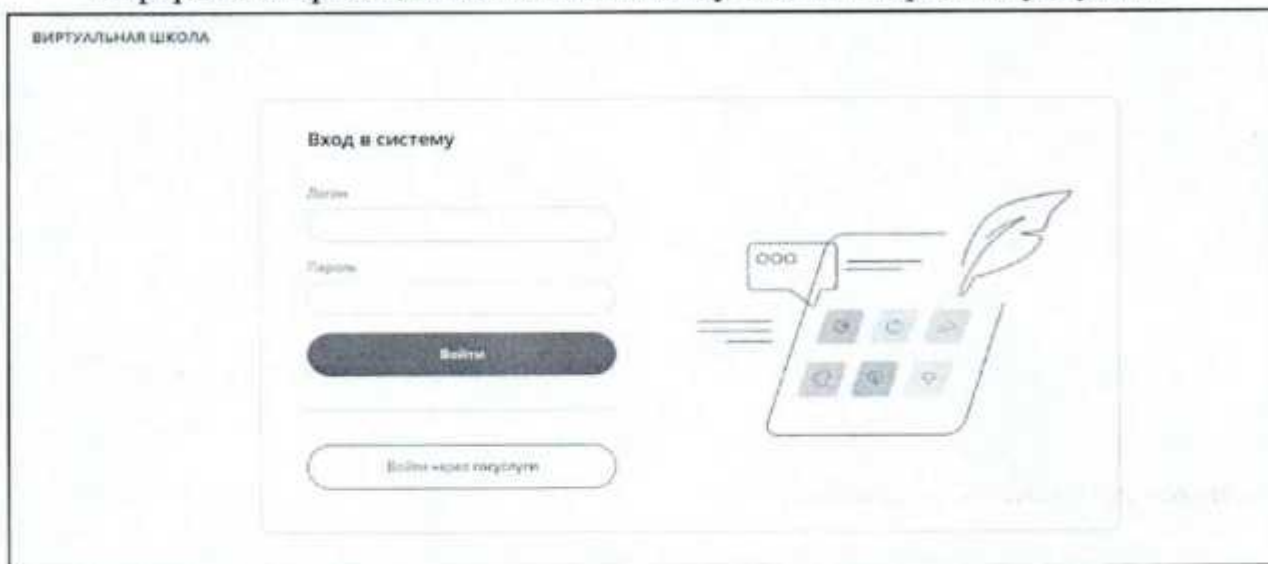 ВИРТУАЛЬНАЯ ШКОЛА
Вход в систему
Логин
Пароль
Войти
Войти через госуслуги